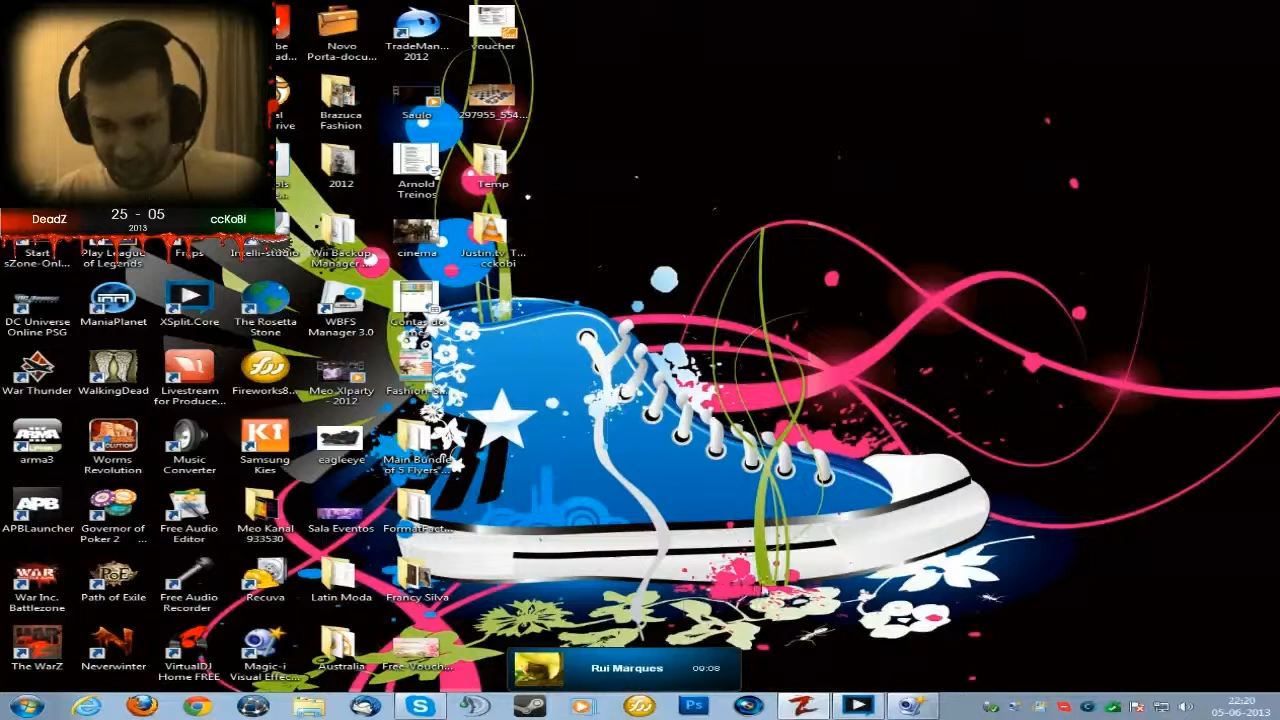 DeadZ
25 - 05
2013
ccKoBi
Novo
Porta-docu...
TradeMan...
2012
voucher
Brazuca
Fashion
Saulo
297955_554...
2012
Arnold
Treinos
Temp
Start
sZone-Onl...
Play League
of Legends
Fraps
Intelli-studio
Wii Backup
Manager ...
cinema
Justin.tv_T...
cckobi
DC Universe
Online PSG
ManiaPlanet
XSplit.Core
The Rosetta
Stone
WBFS
Manager 3.0
Contas do
War Thunder
WalkingDead
Livestream
for Produce...
Fireworks8...
Meo Xlparty
- 2012
Fashion-S...
arma3
Worms
Revolution
Music
Converter
Samsung
Kies
eagleeye
Main Bundle
of 5 Flyers ...
APBLauncher
Governor of
Poker 2 ...
Free Audio
Editor
Meo Kanal
933530
Sala Eventos
FormatFact...
War Inc.
Battlezone
Path of Exile
Free Audio
Recorder
Recuva
Latin Moda
Francy Silva
The WarZ
Neverwinter
VirtualDJ
Home FREE
Magic-i
Visual Effec...
Australia
Free-Vouch...
Rui Marques 09:08
22:20
05-06-2013